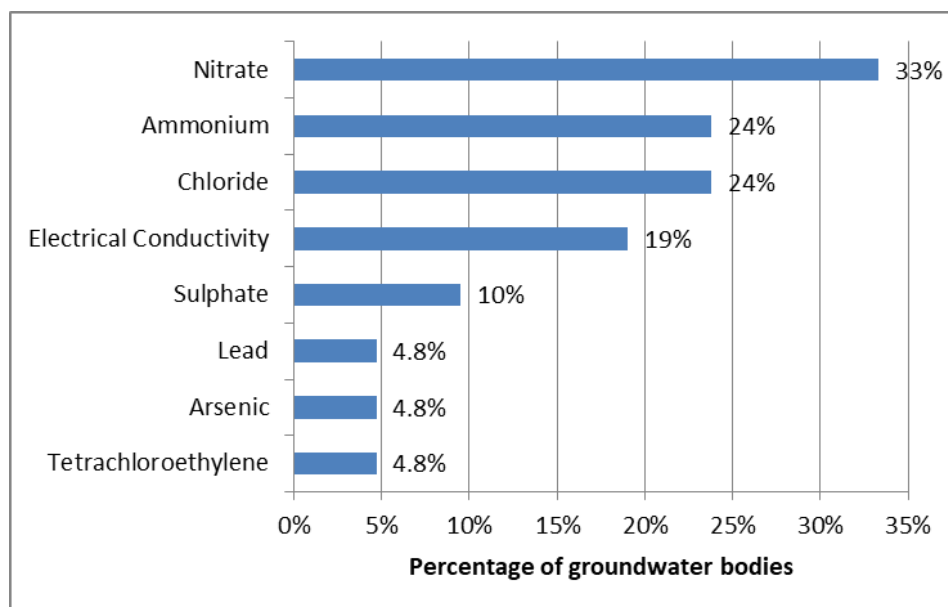 Nitrate 33%
Ammonium 24%
Chloride 24%
Electrical Conductivity 19%
Sulphate 10%
Lead 4.8%
Arsenic 4.8%
Tetrachloroethylene 4.8%
0% 5% 10% 15% 20% 25% 30% 35%
Percentage of groundwater bodies